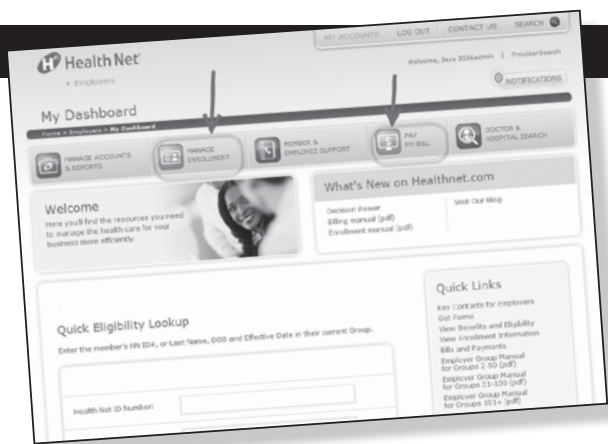 MY ACCOUNTS LOG OUT CONTACT US SEARCH
Health Net®
Employers
Welcome, Jaye 3096admin | ProviderSearch
0 NOTIFICATIONS
My Dashboard
Home > Employers > My Dashboard
MANAGE ACCOUNTS & REPORTS
MANAGE ENROLLMENT
MEMBER & EMPLOYEE SUPPORT
PAY MY BILL
DOCTOR & HOSPITAL SEARCH
Welcome
Here you'll find the resources you need
to manage the health care for your
business more efficiently.
What's New on Healthnet.com
Decision Power
Billing manual (pdf)
Enrollment manual (pdf)
Visit Our Blog
Quick Eligibility Lookup
Enter the member's HN ID#, or Last Name, DOB and Effective Date in their current Group.
Health Net ID Number:
Quick Links
Key Contacts for Employers
Get Forms
View Benefits and Eligibility
View Enrollment Information
Bills and Payments
Employer Group Manual
for Groups 2-50 (pdf)
Employer Group Manual
for Groups 51-100 (pdf)
Employer Group Manual
for Groups 101+ (pdf)